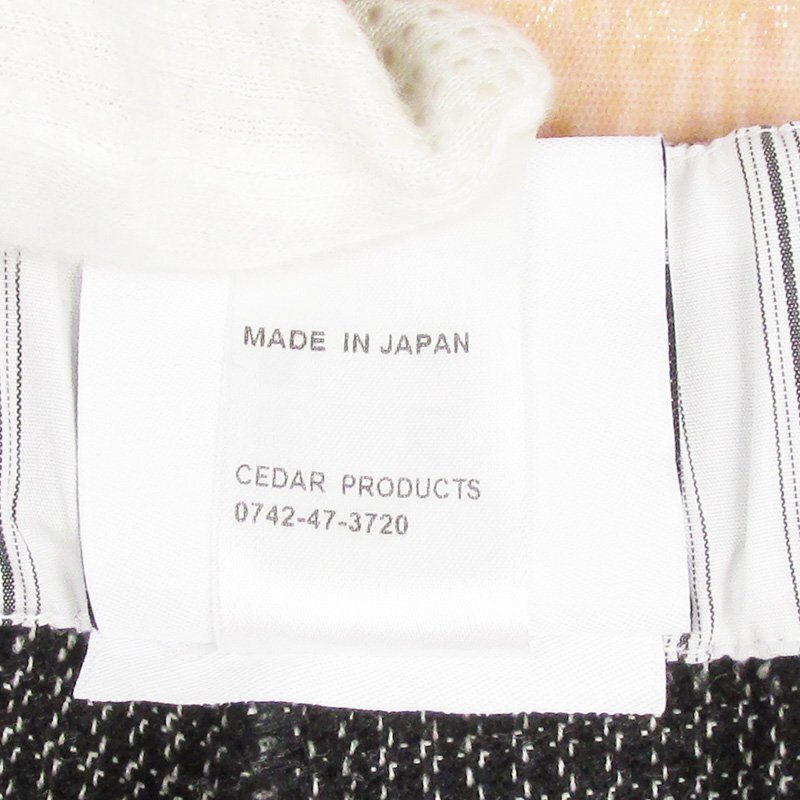 MADE IN JAPAN
CEDAR PRODUCTS
0742-47-3720